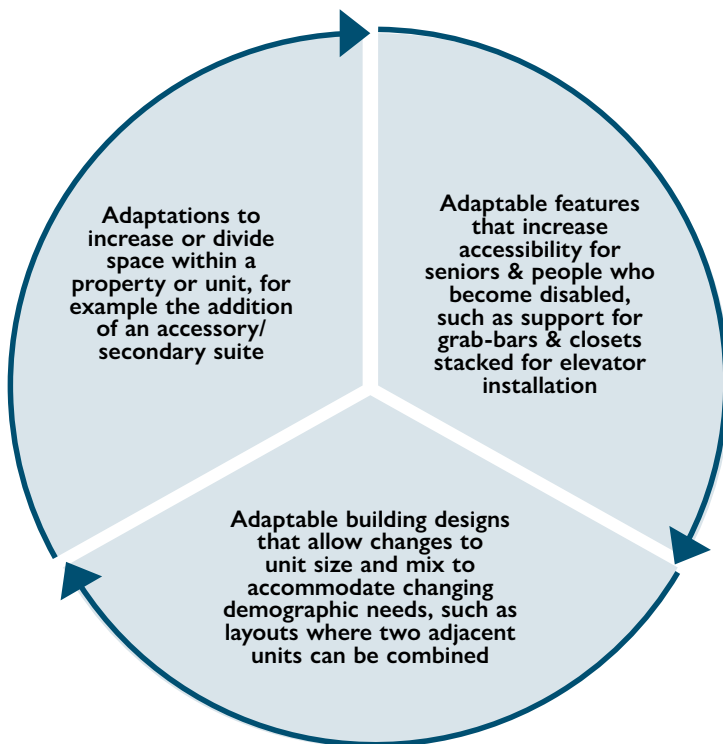 Adaptations to
increase or divide
space within a
property or unit, for
example the addition
of an accessory/
secondary suite
Adaptable features
that increase
accessibility for
seniors & people who
become disabled,
such as support for
grab-bars & closets
stacked for elevator
installation
Adaptable building designs
that allow changes to
unit size and mix to
accommodate changing
demographic needs, such as
layouts where two adjacent
units can be combined